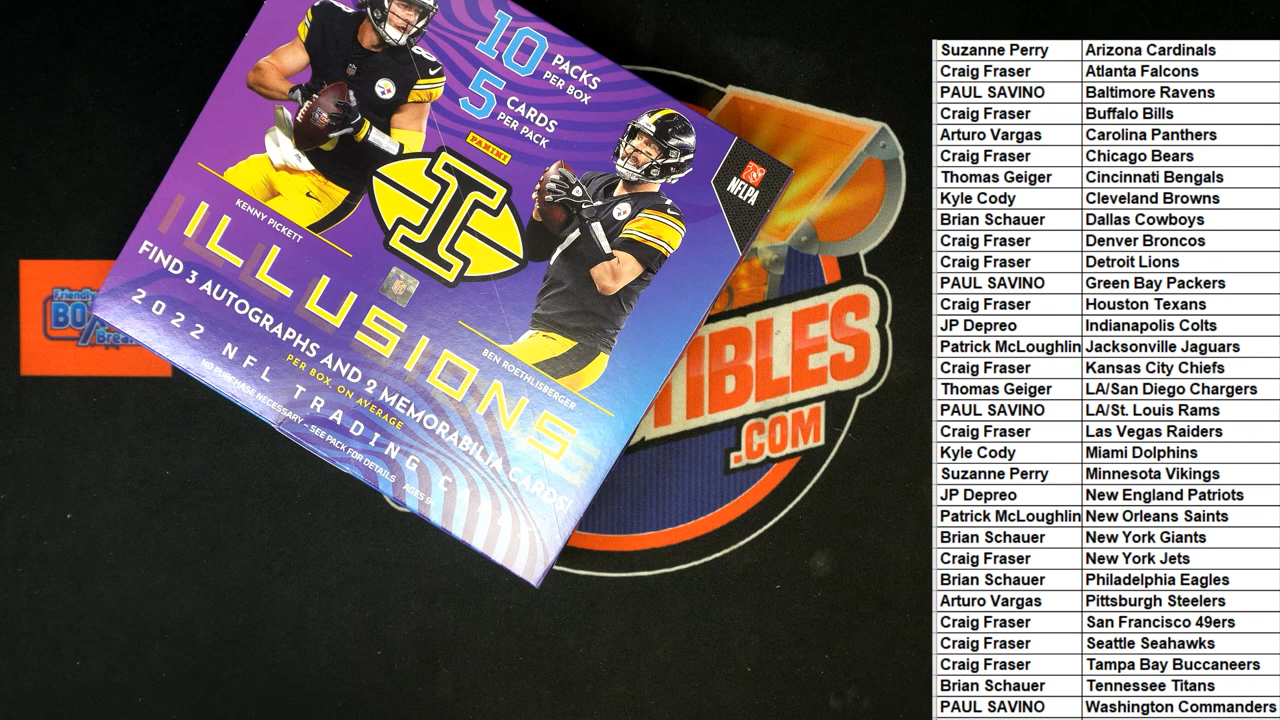 10 PACKS
PER BOX
5 CARDS
PER PACK
PANINI
NFLPA
KENNY PICKETT
ILLUSIONS
BEN ROETHLISBERGER
FIND 3 AUTOGRAPHS AND 2 MEMORABILIA CARDS
PER BOX, ON AVERAGE
2022 NFL TRADING
PURCHASE NECESSARY – SEE PACK FOR DETAILS
Friendly
TIBLES
.COM
Suzanne Perry Arizona Cardinals
Craig Fraser Atlanta Falcons
PAUL SAVINO Baltimore Ravens
Craig Fraser Buffalo Bills
Arturo Vargas Carolina Panthers
Craig Fraser Chicago Bears
Thomas Geiger Cincinnati Bengals
Kyle Cody Cleveland Browns
Brian Schauer Dallas Cowboys
Craig Fraser Denver Broncos
Craig Fraser Detroit Lions
PAUL SAVINO Green Bay Packers
Craig Fraser Houston Texans
JP Depreo Indianapolis Colts
Patrick McLoughlin Jacksonville Jaguars
Craig Fraser Kansas City Chiefs
Thomas Geiger LA/San Diego Chargers
PAUL SAVINO LA/St. Louis Rams
Craig Fraser Las Vegas Raiders
Kyle Cody Miami Dolphins
Suzanne Perry Minnesota Vikings
JP Depreo New England Patriots
Patrick McLoughlin New Orleans Saints
Brian Schauer New York Giants
Craig Fraser New York Jets
Brian Schauer Philadelphia Eagles
Arturo Vargas Pittsburgh Steelers
Craig Fraser San Francisco 49ers
Craig Fraser Seattle Seahawks
Craig Fraser Tampa Bay Buccaneers
Brian Schauer Tennessee Titans
PAUL SAVINO Washington Commanders